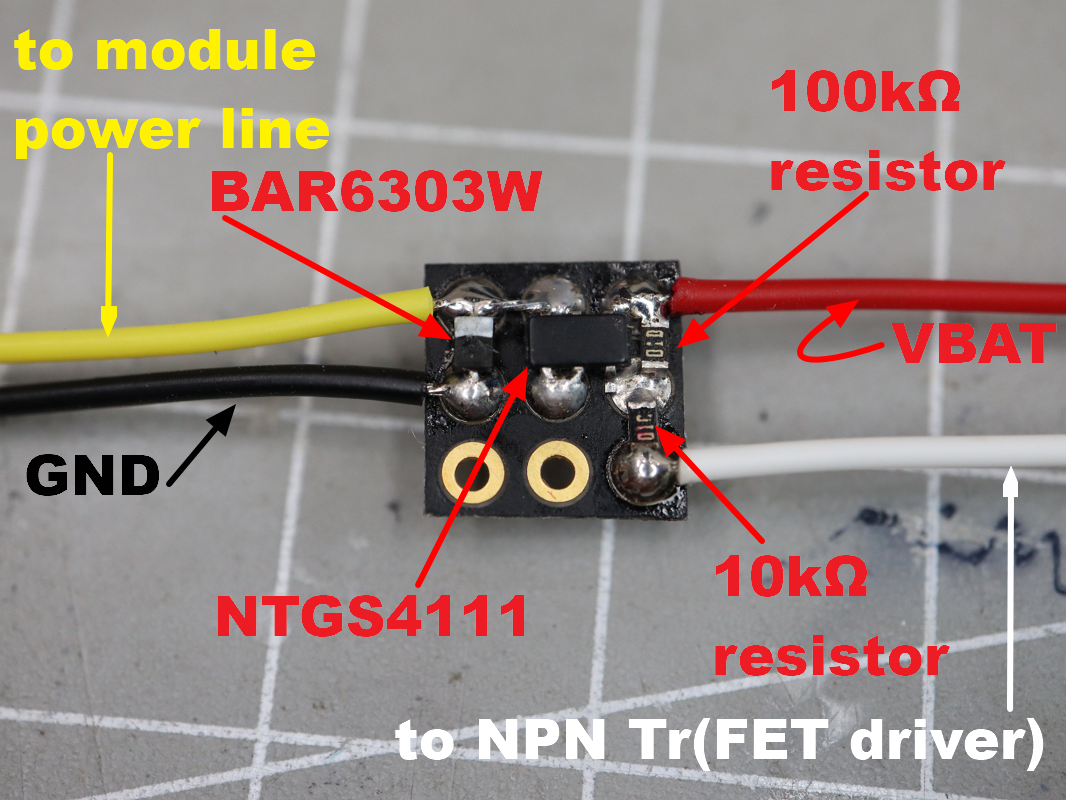 to module
power line
BAR6303W
100kΩ
resistor
VBAT
GND
NTGS4111
10kΩ
resistor
to NPN Tr(FET driver)